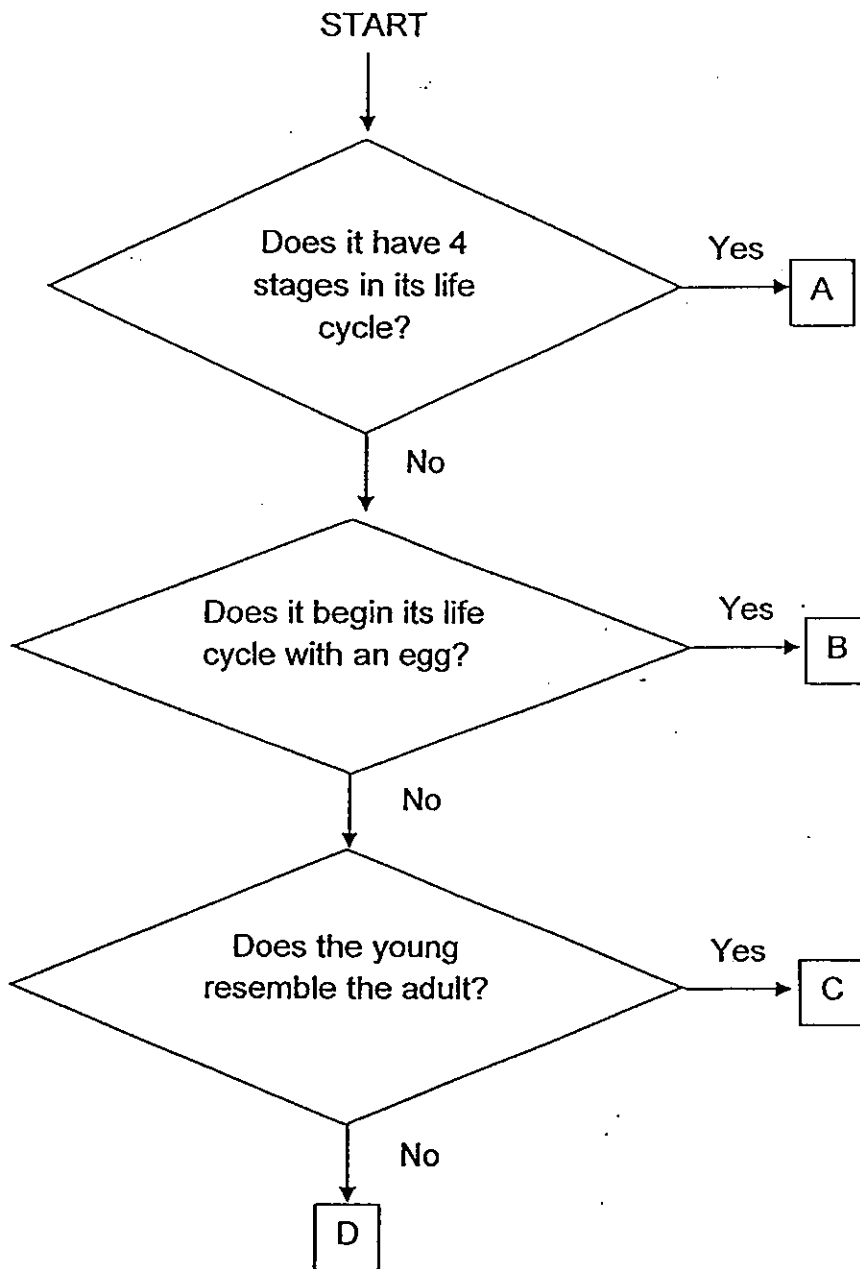 START
Does it have 4
stages in its life
cycle?
Yes
A
No
Does it begin its life
cycle with an egg?
Yes
B
No
Does the young
resemble the adult?
Yes
C
No
D